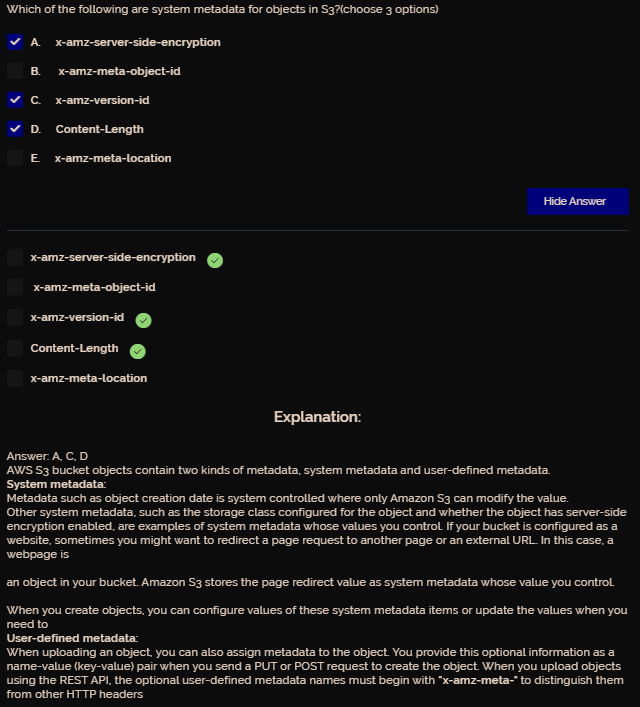 Which of the following are system metadata for objects in S3?(choose 3 options)
A. x-amz-server-side-encryption
B. x-amz-meta-object-id
C. x-amz-version-id
D. Content-Length
E. x-amz-meta-location
Hide Answer
x-amz-server-side-encryption
x-amz-meta-object-id
x-amz-version-id
Content-Length
x-amz-meta-location
Explanation:
Answer: A, C, D
AWS S3 bucket objects contain two kinds of metadata, system metadata and user-defined metadata.
System metadata:
Metadata such as object creation date is system controlled where only Amazon S3 can modify the value.
Other system metadata, such as the storage class configured for the object and whether the object has server-side
encryption enabled, are examples of system metadata whose values you control. If your bucket is configured as a
website, sometimes you might want to redirect a page request to another page or an external URL. In this case, a
webpage is
an object in your bucket. Amazon S3 stores the page redirect value as system metadata whose value you control.
When you create objects, you can configure values of these system metadata items or update the values when you
need to
User-defined metadata:
When uploading an object, you can also assign metadata to the object. You provide this optional information as a
name-value (key-value) pair when you send a PUT or POST request to create the object. When you upload objects
using the REST API, the optional user-defined metadata names must begin with "x-amz-meta-" to distinguish them
from other HTTP headers